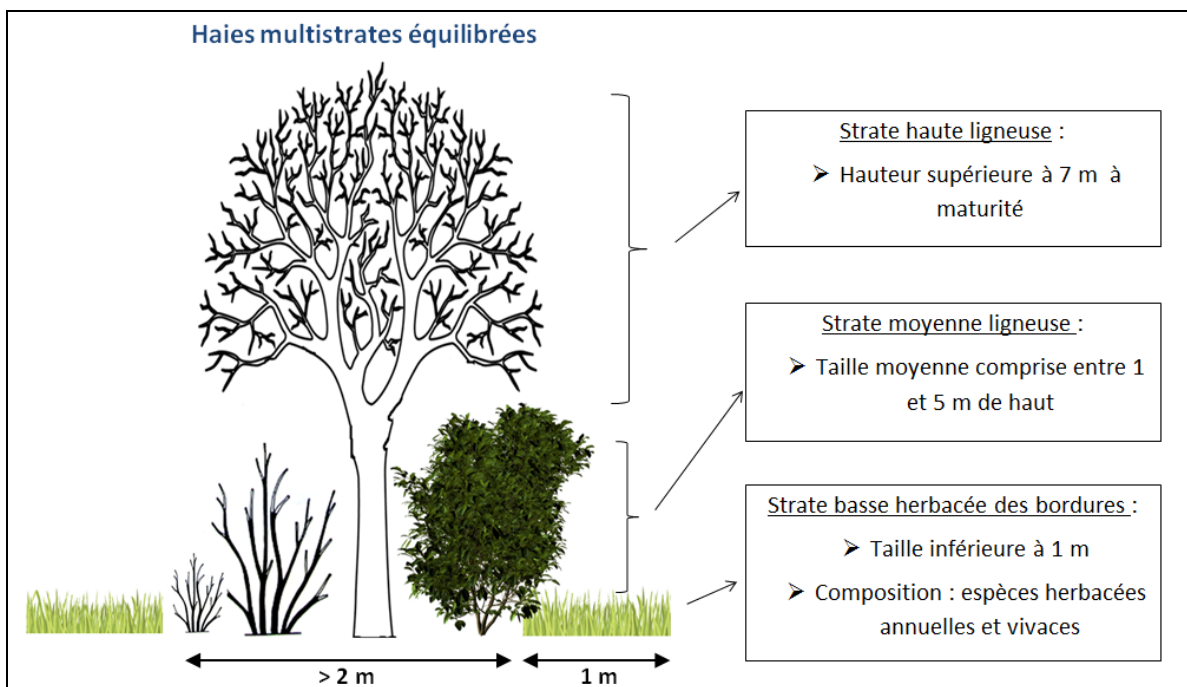 Haies multistrates équilibrées
Strate haute ligneuse :
➤ Hauteur supérieure à 7 m à
maturité
Strate moyenne ligneuse :
➤ Taille moyenne comprise entre 1
et 5 m de haut
Strate basse herbacée des bordures :
➤ Taille inférieure à 1 m
➤ Composition : espèces herbacées
annuelles et vivaces
> 2 m
1 m